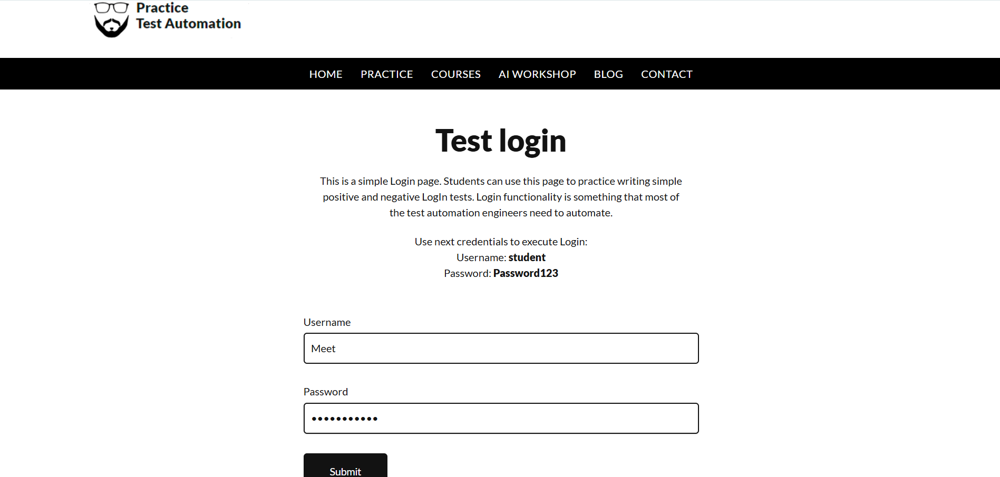 Practice
Test Automation
HOME PRACTICE COURSES AI WORKSHOP BLOG CONTACT
Test login
This is a simple Login page. Students can use this page to practice writing simple
positive and negative LogIn tests. Login functionality is something that most of
the test automation engineers need to automate.
Use next credentials to execute Login:
Username: student
Password: Password123
Username
Meet
Password
•••••••••••
Submit